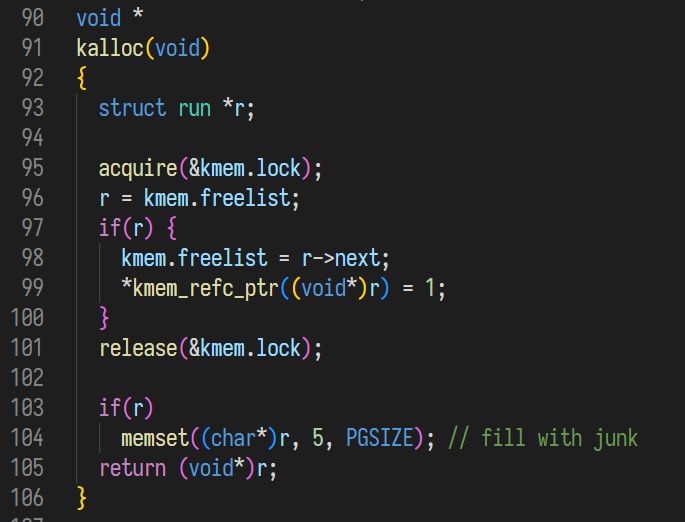 90 void *
91 kalloc(void)
92 {
93   struct run *r;
94
95   acquire(&kmem.lock);
96   r = kmem.freelist;
97   if(r) {
98     kmem.freelist = r->next;
99     *kmem_refc_ptr((void*)r) = 1;
100   }
101   release(&kmem.lock);
102
103   if(r)
104     memset((char*)r, 5, PGSIZE); // fill with junk
105   return (void*)r;
106 }